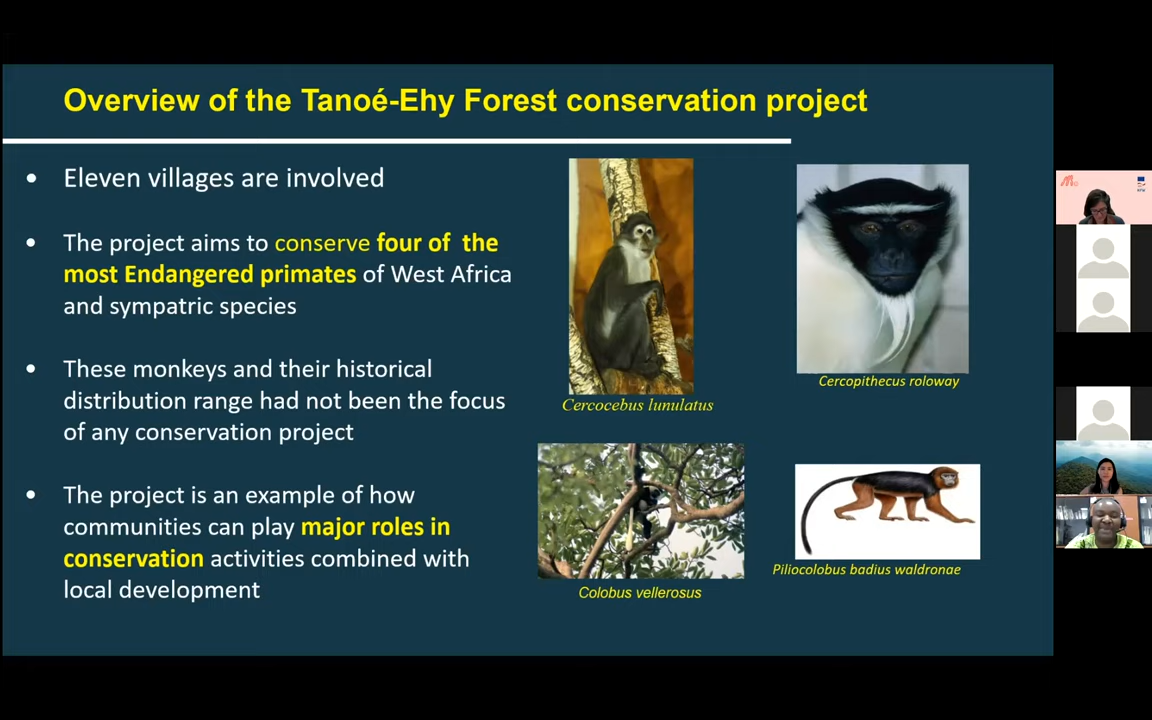 Overview of the Tanoé-Ehy Forest conservation project
• Eleven villages are involved
• The project aims to conserve four of the
most Endangered primates of West Africa
and sympatric species
• These monkeys and their historical
distribution range had not been the focus
of any conservation project
• The project is an example of how
communities can play major roles in
conservation activities combined with
local development
Cercocebus lunulatus
Cercopithecus roloway
Colobus vellerosus
Piliocolobus badius waldronae